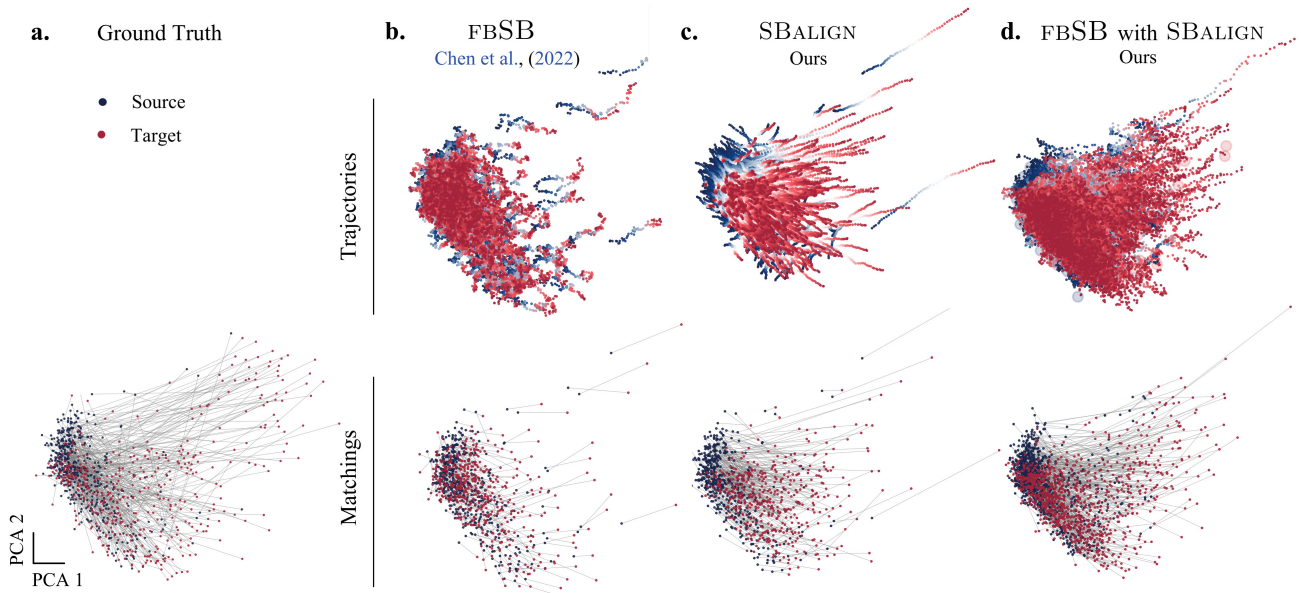 a. Ground Truth
Source
Target
b. FBSB
Chen et al., (2022)
c. SBALIGN
Ours
d. FBSB with SBALIGN
Ours
Trajectories
Matchings
PCA 2
PCA 1